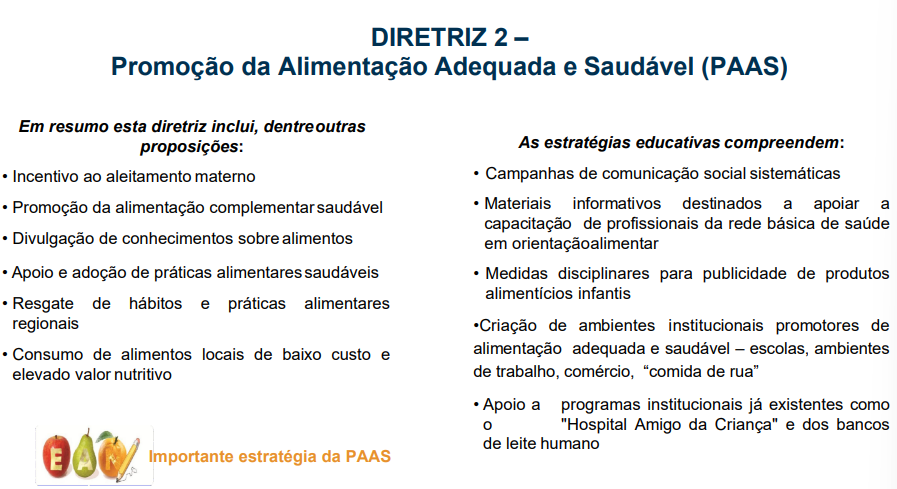 DIRETRIZ 2 –
Promoção da Alimentação Adequada e Saudável (PAAS)
Em resumo esta diretriz inclui, dentreoutras
proposições:
• Incentivo ao aleitamento materno
• Promoção da alimentação complementar saudável
• Divulgação de conhecimentos sobre alimentos
• Apoio e adoção de práticas alimentares saudáveis
• Resgate de hábitos e práticas alimentares
regionais
• Consumo de alimentos locais de baixo custo e
elevado valor nutritivo
EAN
Importante estratégia da PAAS
As estratégias educativas compreendem:
• Campanhas de comunicação social sistemáticas
• Materiais informativos destinados a apoiar a
capacitação de profissionais da rede básica de saúde
em orientaçãoalimentar
• Medidas disciplinares para publicidade de produtos
alimentícios infantis
•Criação de ambientes institucionais promotores de
alimentação adequada e saudável – escolas, ambientes
de trabalho, comércio, “comida de rua”
• Apoio a programas institucionais já existentes como
o "Hospital Amigo da Criança" e dos bancos
de leite humano